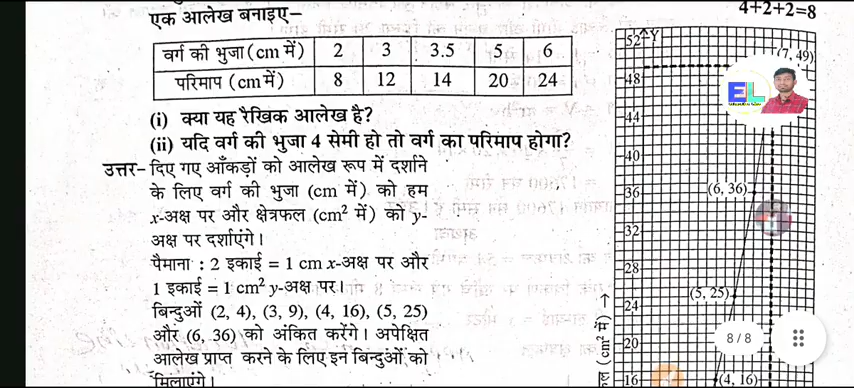 एक आलेख बनाइए–
4+2+2=8
वर्ग की भुजा (cm में) 2 3 3.5 5 6
परिमाप (cm में) 8 12 14 20 24
(i) क्या यह रैखिक आलेख है?
(ii) यदि वर्ग की भुजा 4 सेमी हो तो वर्ग का परिमाप होगा?
उत्तर– दिए गए आँकड़ों को आलेख रूप में दर्शाने
के लिए वर्ग की भुजा (cm में) को हम
x-अक्ष पर और क्षेत्रफल (cm² में) को y-
अक्ष पर दर्शाएंगे।
पैमाना : 2 इकाई = 1 cm x-अक्ष पर और
1 इकाई = 1 cm² y-अक्ष पर।
बिन्दुओं (2, 4), (3, 9), (4, 16), (5, 25)
और (6, 36) को अंकित करेंगे। अपेक्षित
आलेख प्राप्त करने के लिए इन बिन्दुओं को
मिलाएंगे।
52 Y
(7, 49)
48
EL
44
40
36 (6, 36)
32
28
24 (5, 25)
20
16 (4, 16)
(cm² में) →
8 / 8